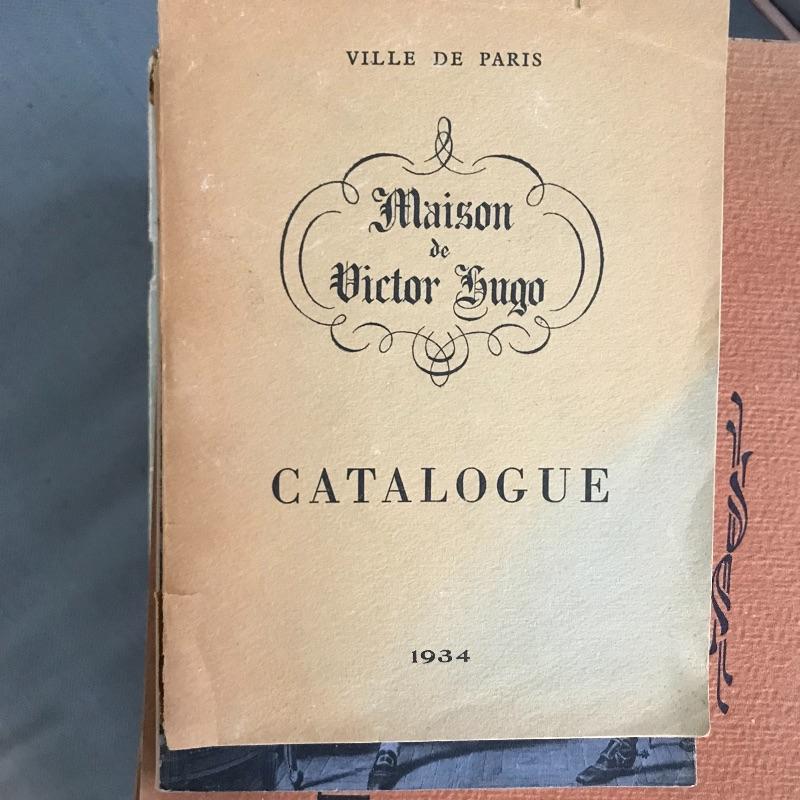 VILLE DE PARIS
Maison
de
Victor Hugo
CATALOGUE
1934